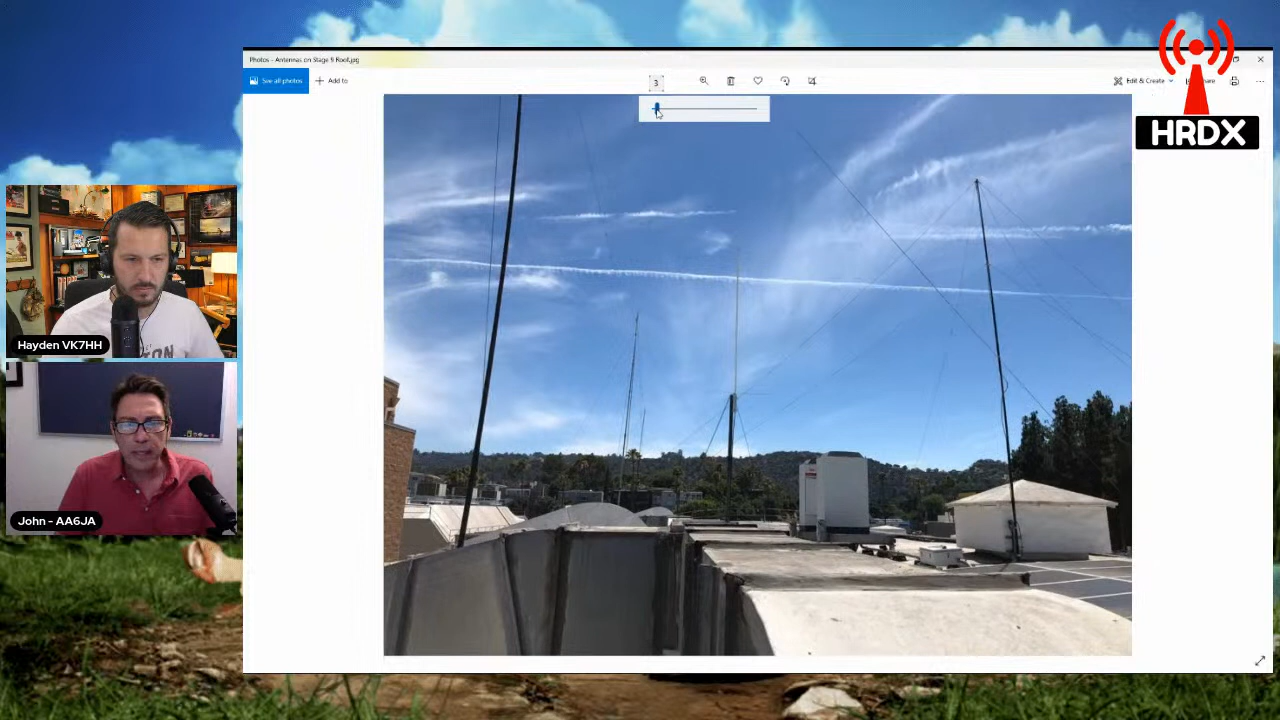 Photos - Antennas on Stage 9 Roof.jpg
See all photos
Add to
3
Edit & Create
HRDX
Hayden VK7HH
John - AA6JA